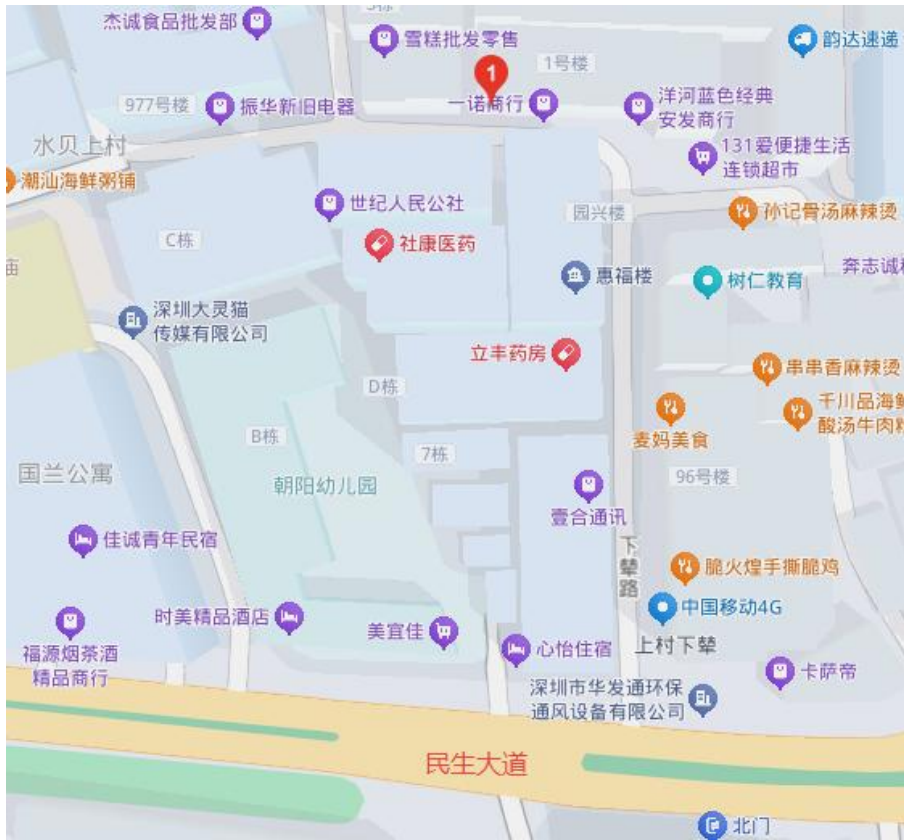 3栋
杰诚食品批发部
雪糕批发零售
韵达速递
1号楼
1
977号楼
振华新旧电器
一诺商行
洋河蓝色经典
安发商行
水贝上村
131爱便捷生活
连锁超市
潮汕海鲜粥铺
世纪人民公社
园兴楼
孙记骨汤麻辣烫
C栋
社康医药
庙
惠福楼
树仁教育
奔志诚
深圳大灵猫
传媒有限公司
立丰药房
串串香麻辣烫
D栋
千川品海鲜
酸汤牛肉粉
麦妈美食
B栋
7栋
国兰公寓
96号楼
朝阳幼儿园
壹合通讯
佳诚青年民宿
下辇路
脆火煌手撕脆鸡
中国移动4G
时美精品酒店
美宜佳
福源烟茶酒
精品商行
心怡住宿
上村下辇
卡萨帝
深圳市华发通环保
通风设备有限公司
民生大道
北门